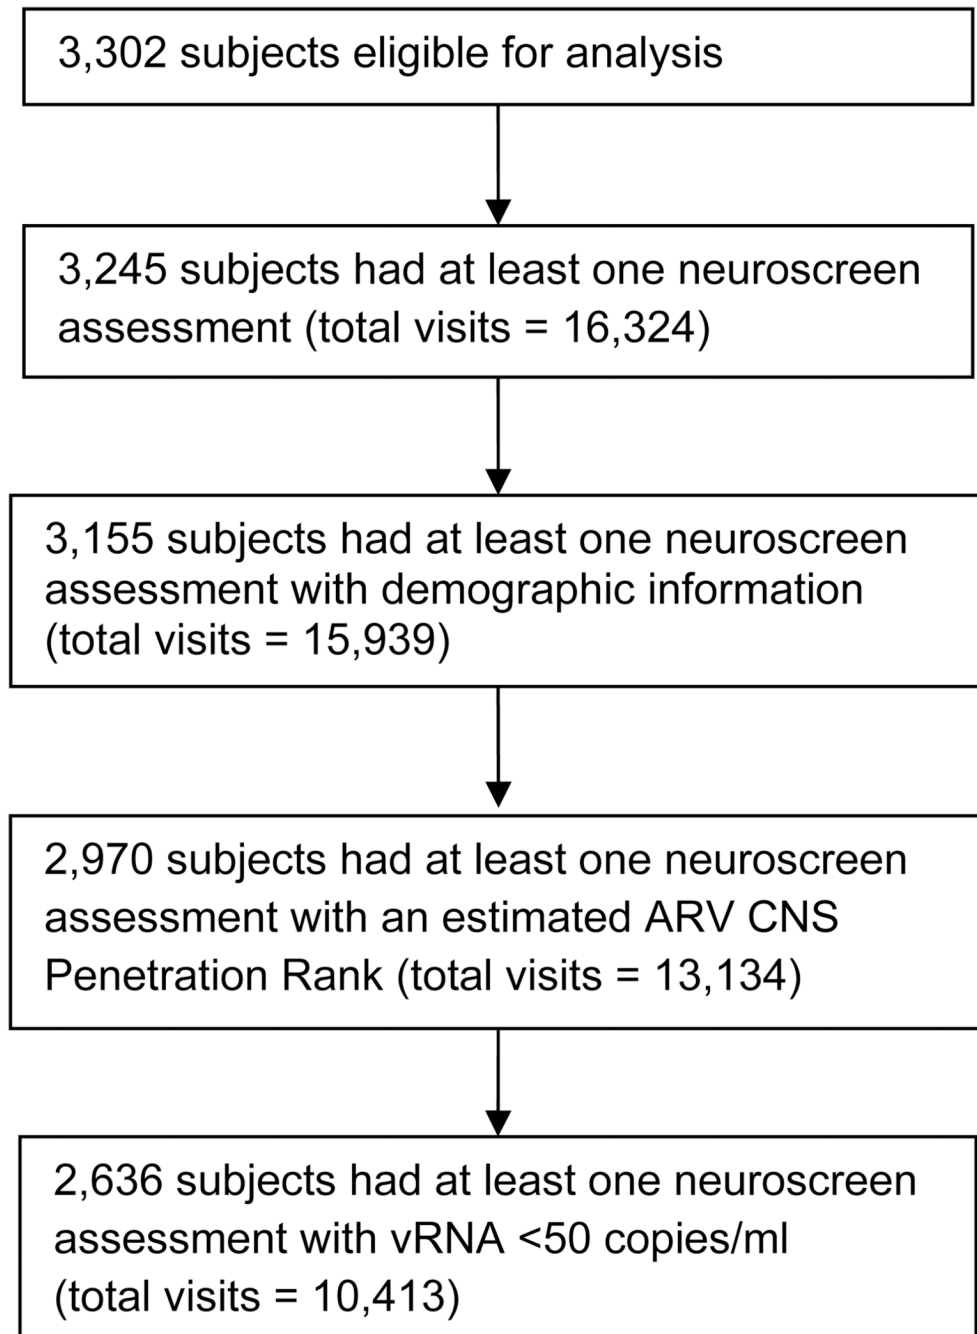 3,302 subjects eligible for analysis
3,245 subjects had at least one neuroscreen
assessment (total visits = 16,324)
3,155 subjects had at least one neuroscreen
assessment with demographic information
(total visits = 15,939)
2,970 subjects had at least one neuroscreen
assessment with an estimated ARV CNS
Penetration Rank (total visits = 13,134)
2,636 subjects had at least one neuroscreen
assessment with vRNA <50 copies/ml
(total visits = 10,413)